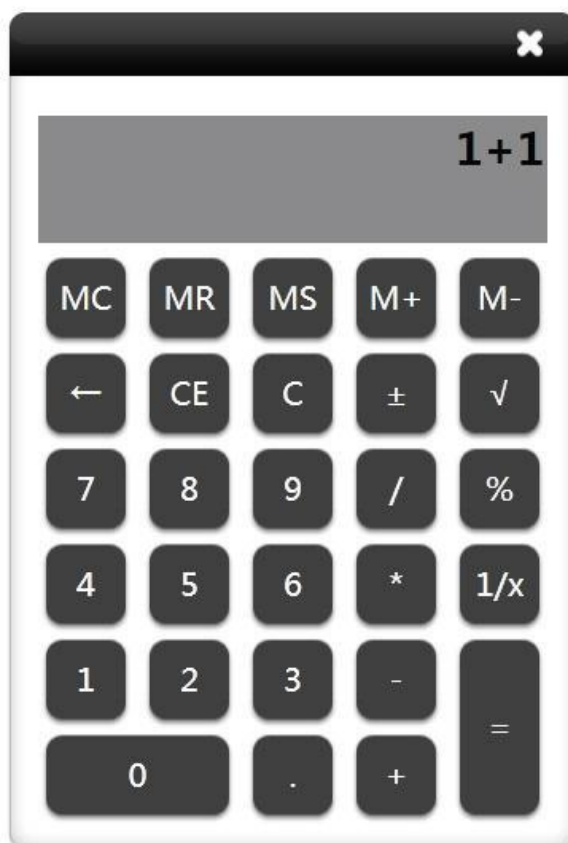 1+1
MC MR MS M+ M-
← CE C ± √
7 8 9 / %
4 5 6 * 1/x
1 2 3 - =
0 . +